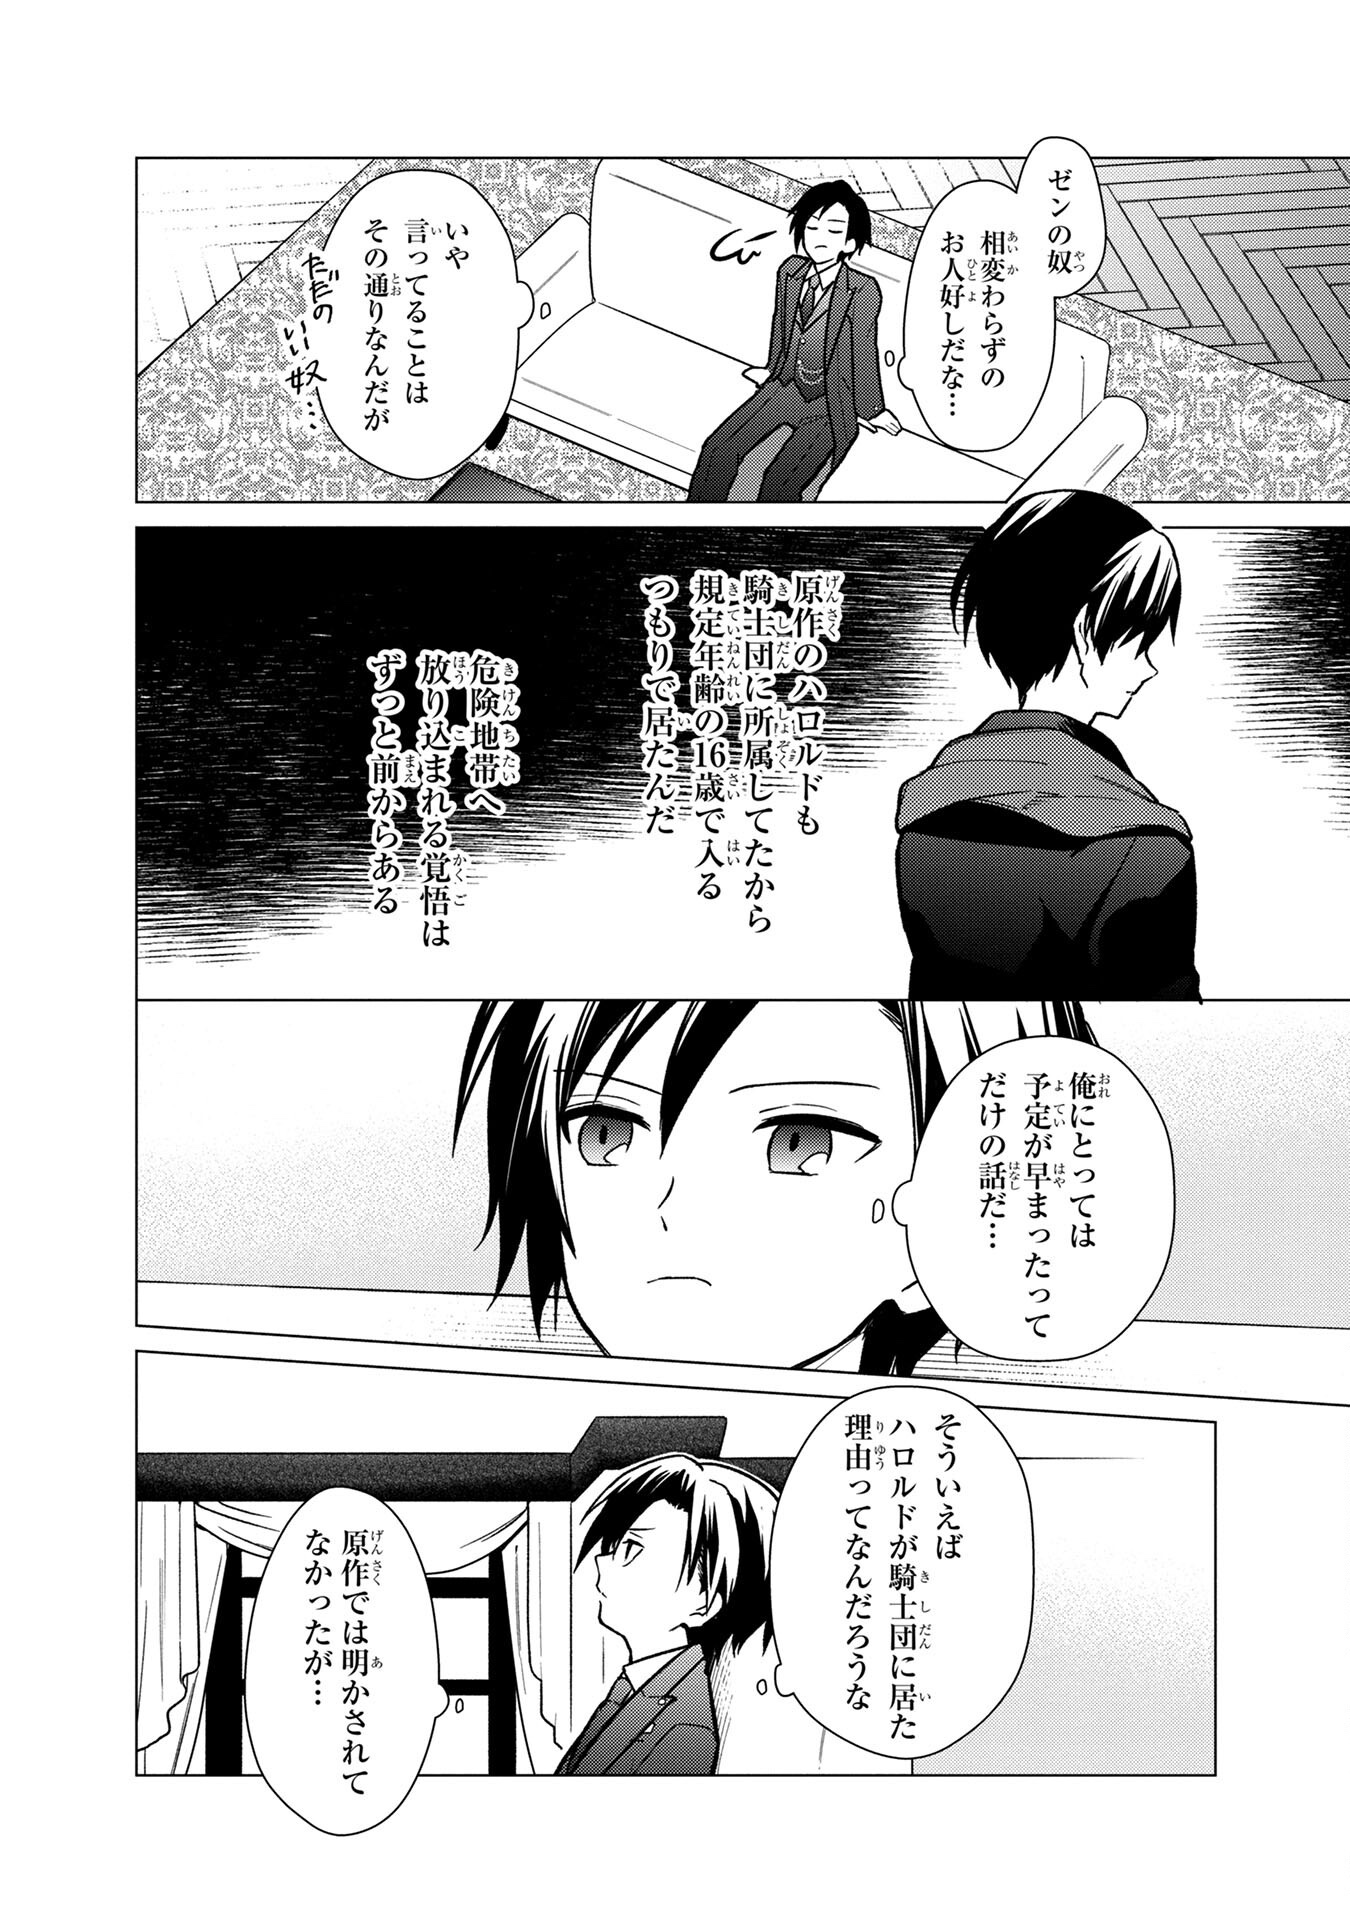 ゼンの奴
相変わらずの
お人好しだな…
いや
言ってることは
その通りなんだが
ただの
いい奴…
原作のハロルドも
騎士団に所属してたから
規定年齢の16歳で入る
つもりで居たんだ
危険地帯へ
放り込まれる覚悟は
ずっと前からある
俺にとっては
予定が早まったって
だけの話だ…
そういえば
ハロルドが騎士団に居た
理由ってなんだろうな
原作では明かされて
なかったが…